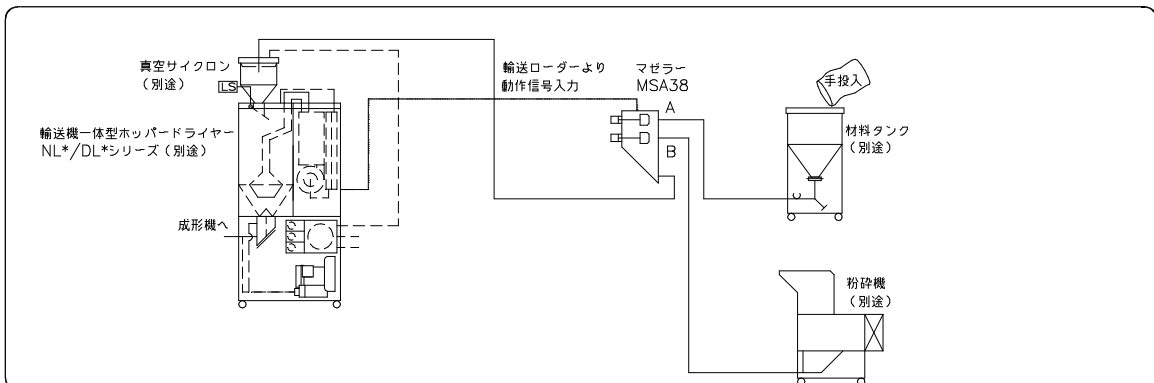 真空サイクロン
（別途）
LS
輸送機一体型ホッパードライヤー
NL*/DL*シリーズ（別途）
成形機へ
輸送ローダーより
動作信号入力
マゼラー
MSA38
A
B
手投入
材料タンク
（別途）
粉砕機
（別途）